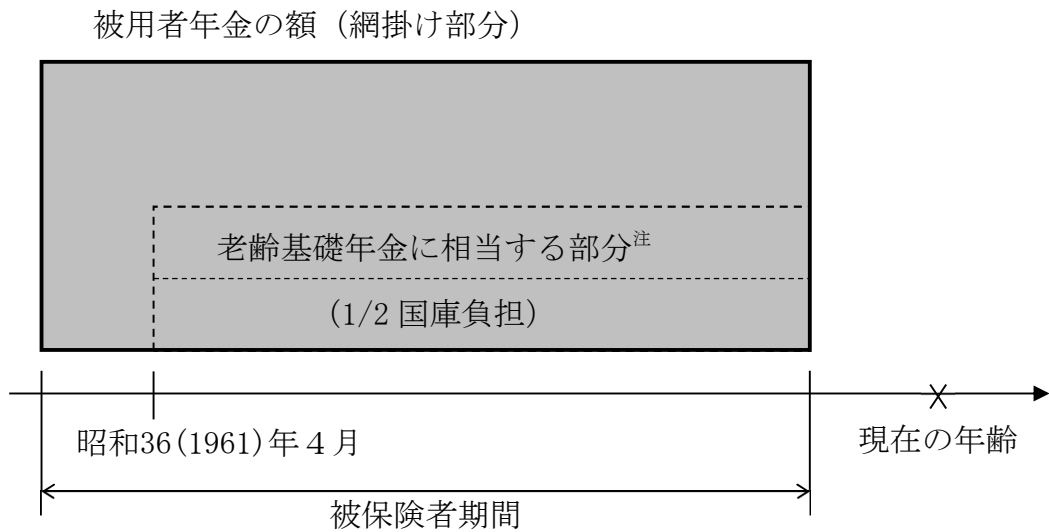 被用者年金の額（網掛け部分）
老齢基礎年金に相当する部分注
(1/2 国庫負担)
昭和36(1961)年４月
現在の年齢
被保険者期間